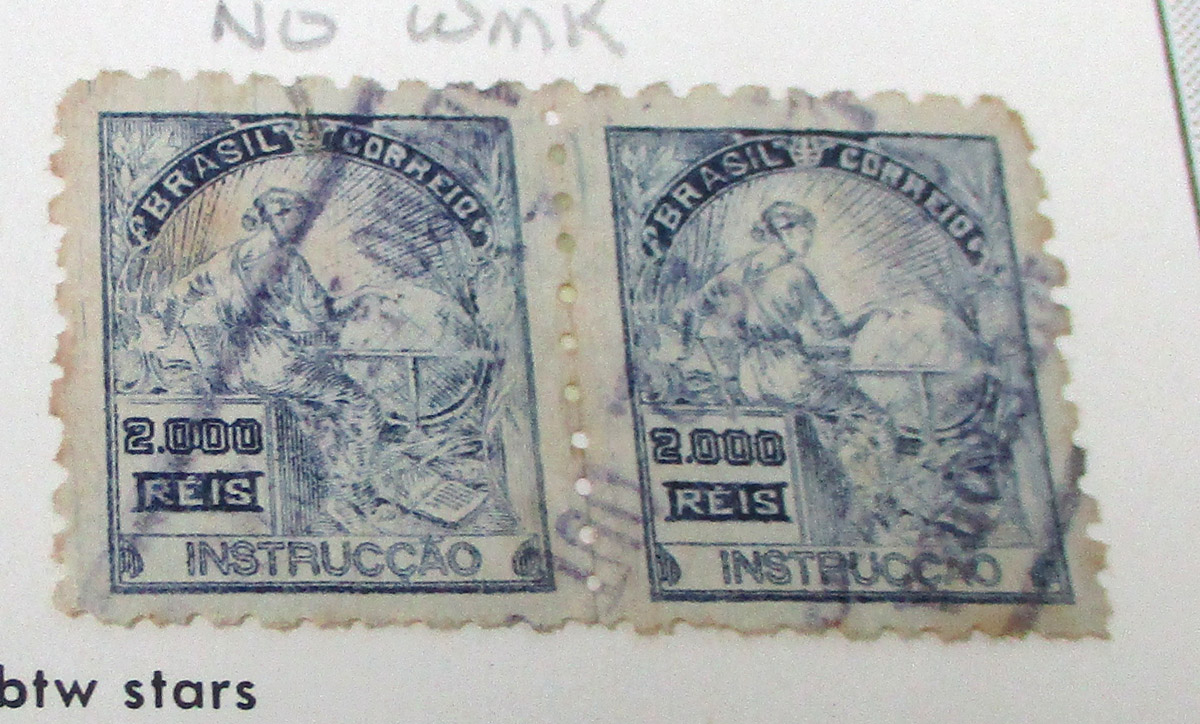 NO WMK
BRASIL CORREIO
2.000
RÉIS
INSTRUCÇÃO
BRASIL CORREIO
2.000
RÉIS
INSTRUCÇÃO
btw stars